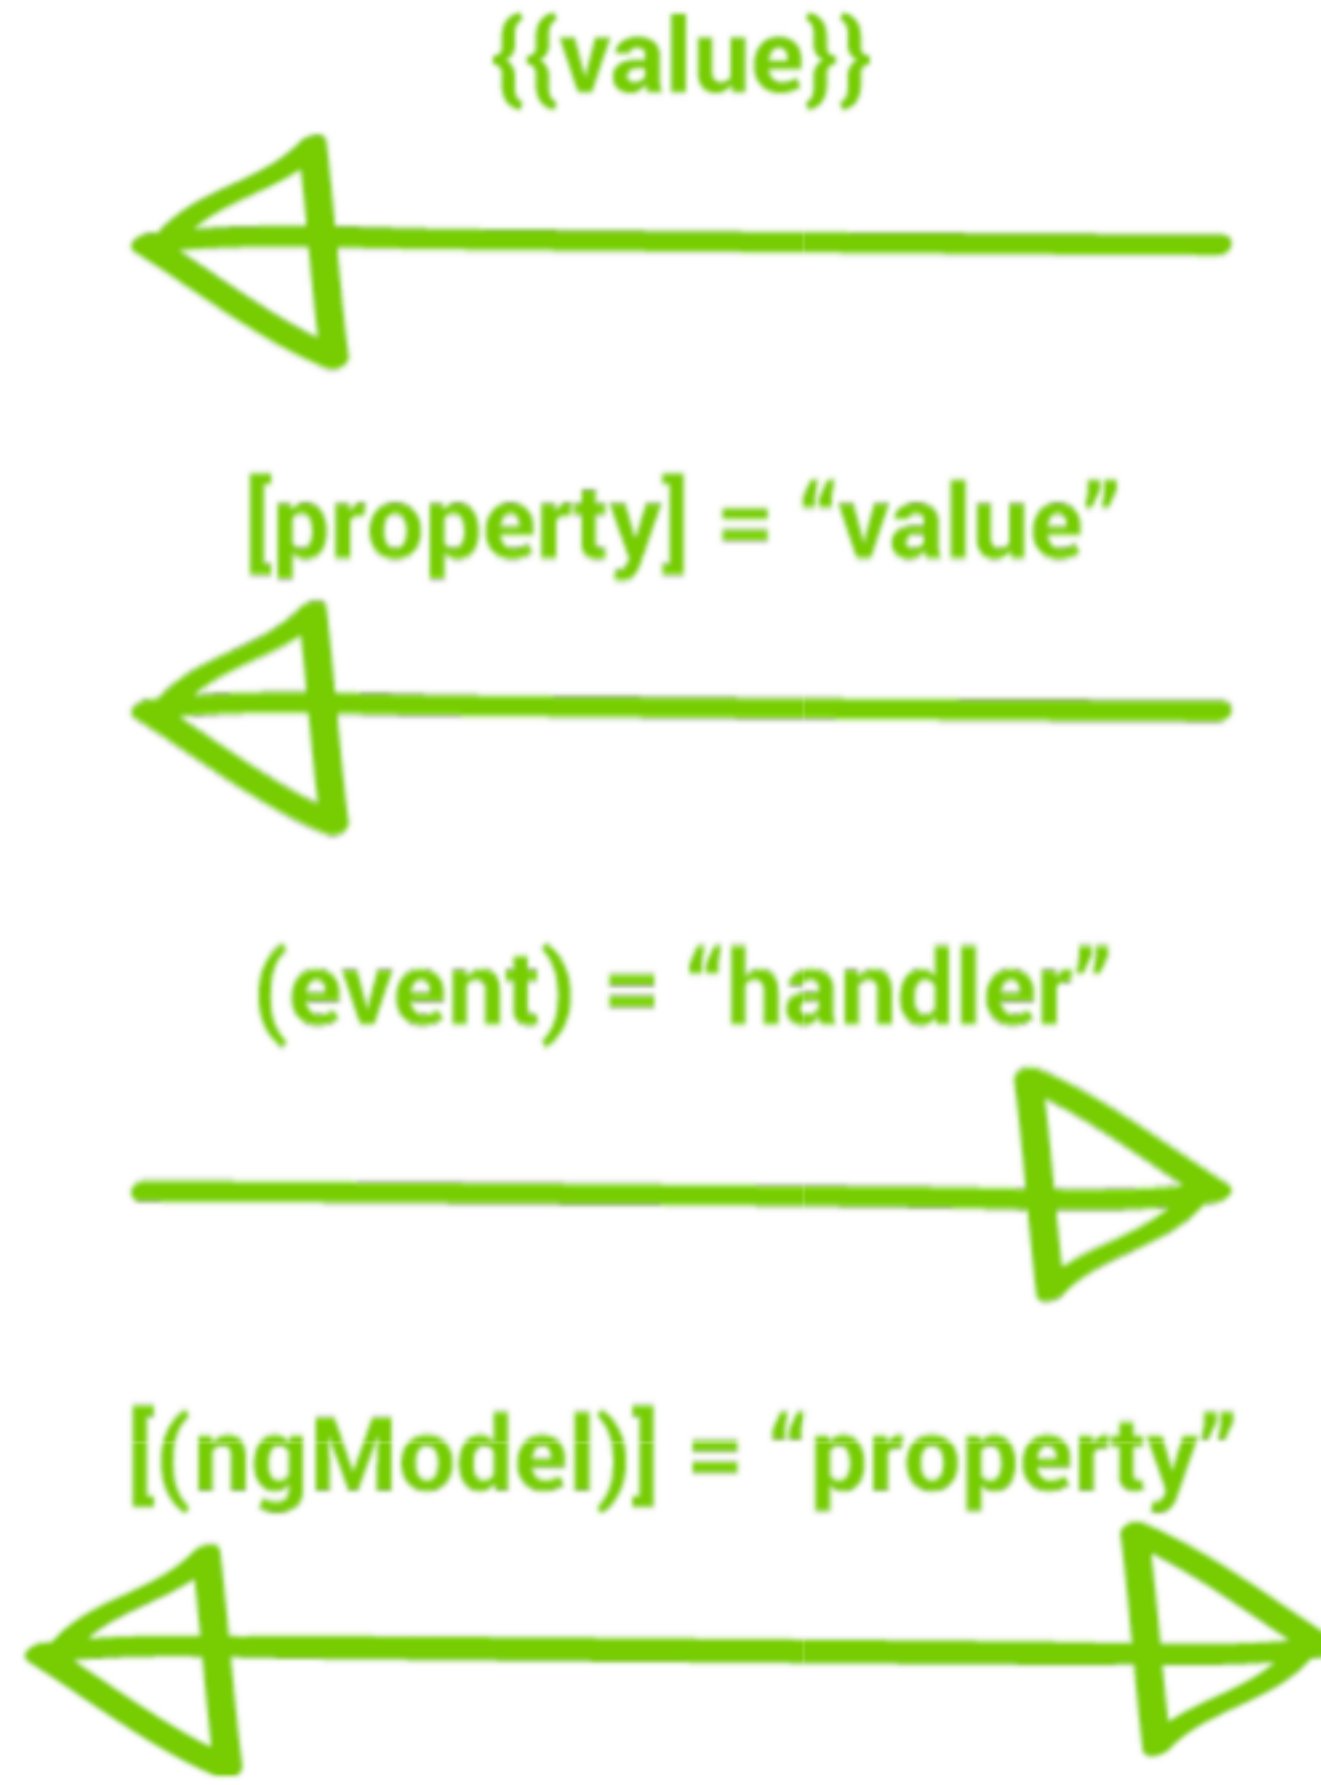 {{value}}
[property] = “value”
(event) = “handler”
[(ngModel)] = “property”